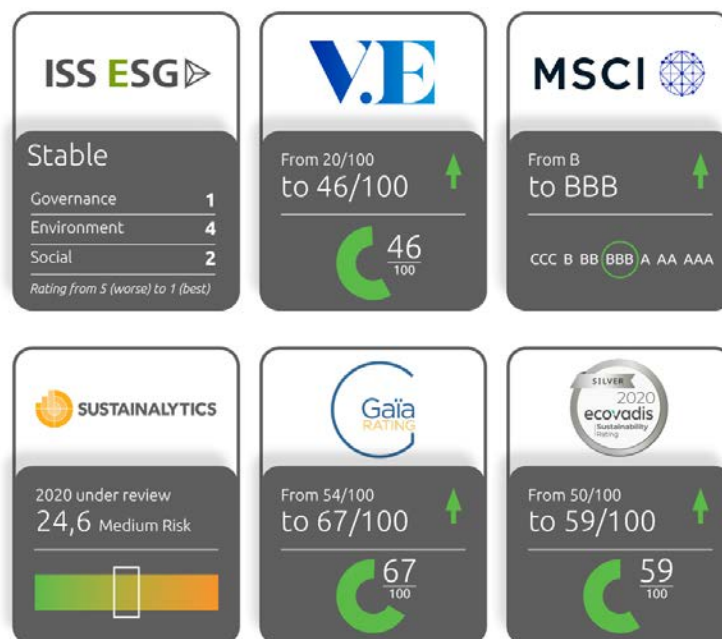 ISS ESG
Stable
Governance 1
Environment 4
Social 2
Rating from 5 (worse) to 1 (best)
V.E
From 20/100
to 46/100
46
100
MSCI
From B
to BBB
CCC B BB BBB A AA AAA
SUSTAINALYTICS
2020 under review
24,6 Medium Risk
Gaïa
RATING
From 54/100
to 67/100
67
100
SILVER
2020
ecovadis
Sustainability
Rating
From 50/100
to 59/100
59
100